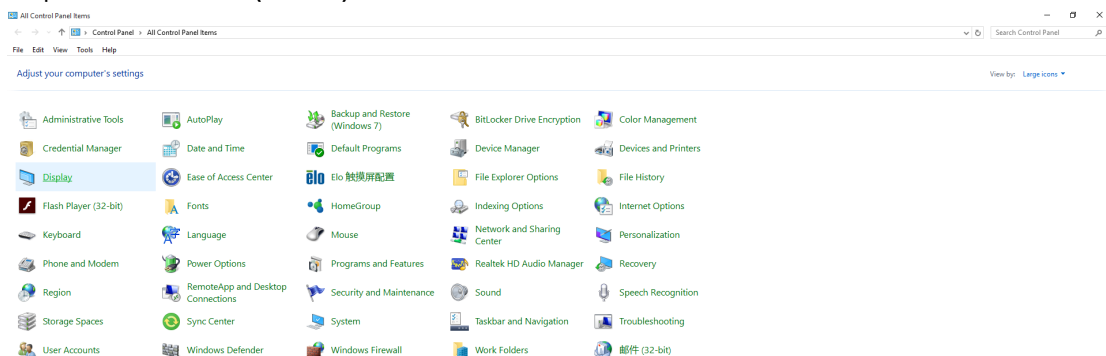 All Control Panel Items
Control Panel > All Control Panel Items
Search Control Panel
File Edit View Tools Help
Adjust your computer's settings
View by: Large icons
Administrative Tools
AutoPlay
Backup and Restore
(Windows 7)
BitLocker Drive Encryption
Color Management
Credential Manager
Date and Time
Default Programs
Device Manager
Devices and Printers
Display
Ease of Access Center
elo
Elo 触摸屏配置
File Explorer Options
File History
Flash Player (32-bit)
Fonts
HomeGroup
Indexing Options
Internet Options
Keyboard
Language
Mouse
Network and Sharing
Center
Personalization
Phone and Modem
Power Options
Programs and Features
Realtek HD Audio Manager
Recovery
Region
RemoteApp and Desktop
Connections
Security and Maintenance
Sound
Speech Recognition
Storage Spaces
Sync Center
System
Taskbar and Navigation
Troubleshooting
User Accounts
Windows Defender
Windows Firewall
Work Folders
邮件 (32-bit)